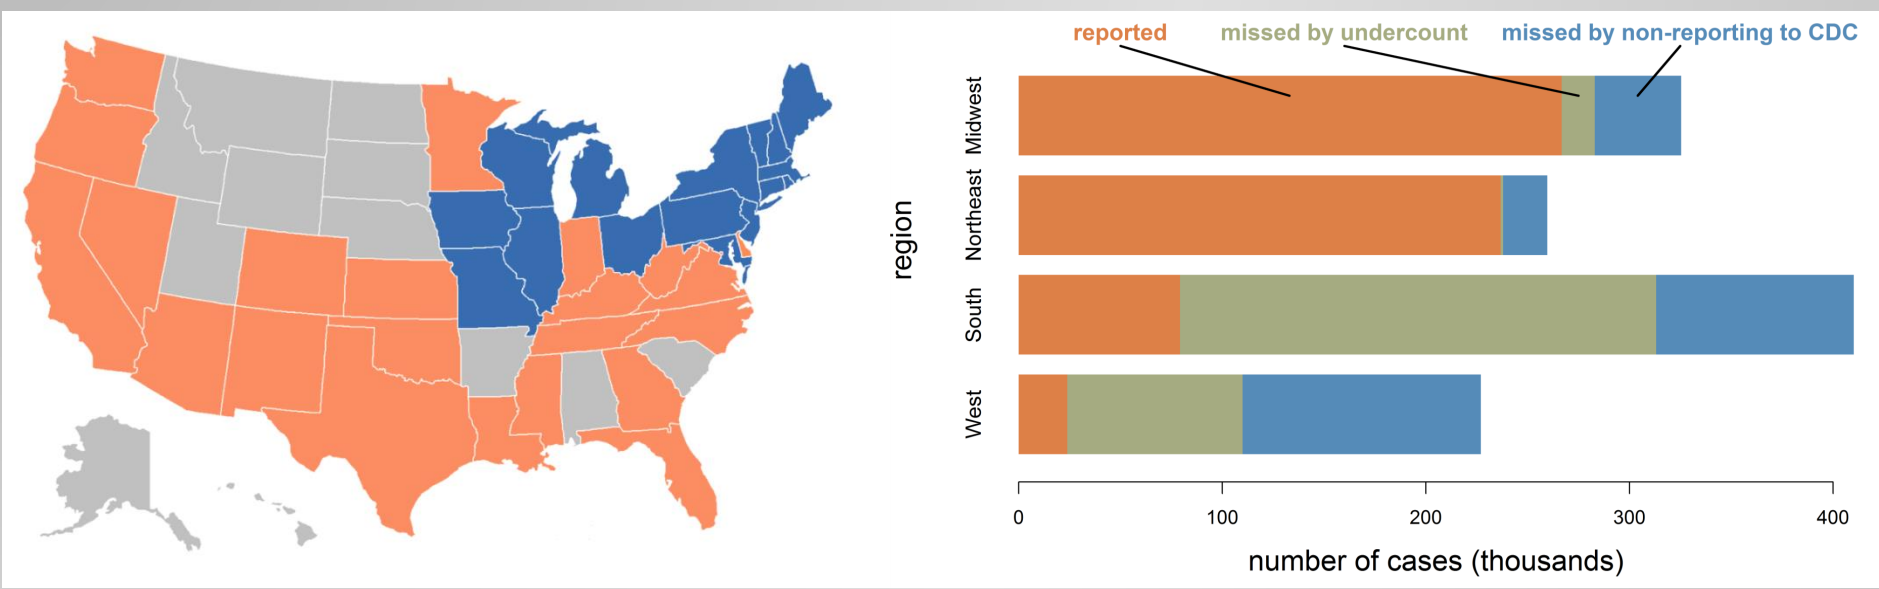 reported missed by undercount missed by non-reporting to CDC
region
Midwest
Northeast
South
West
0 100 200 300 400
number of cases (thousands)